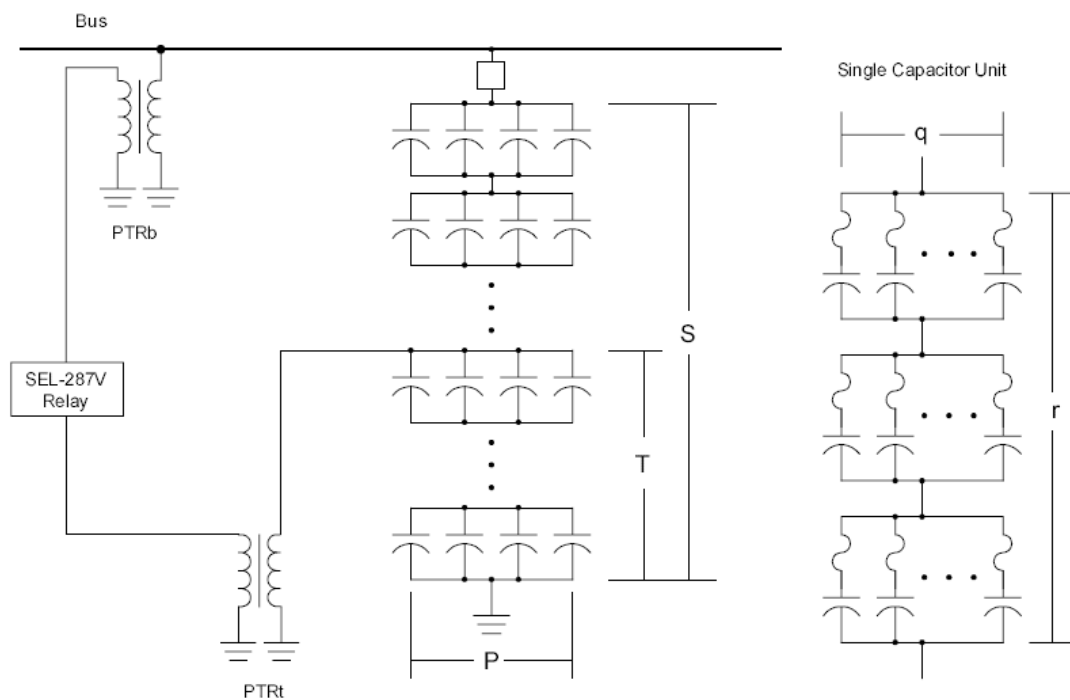 Bus
Single Capacitor Unit
q
PTRb
S
SEL-287V
Relay
T
r
P
PTRt